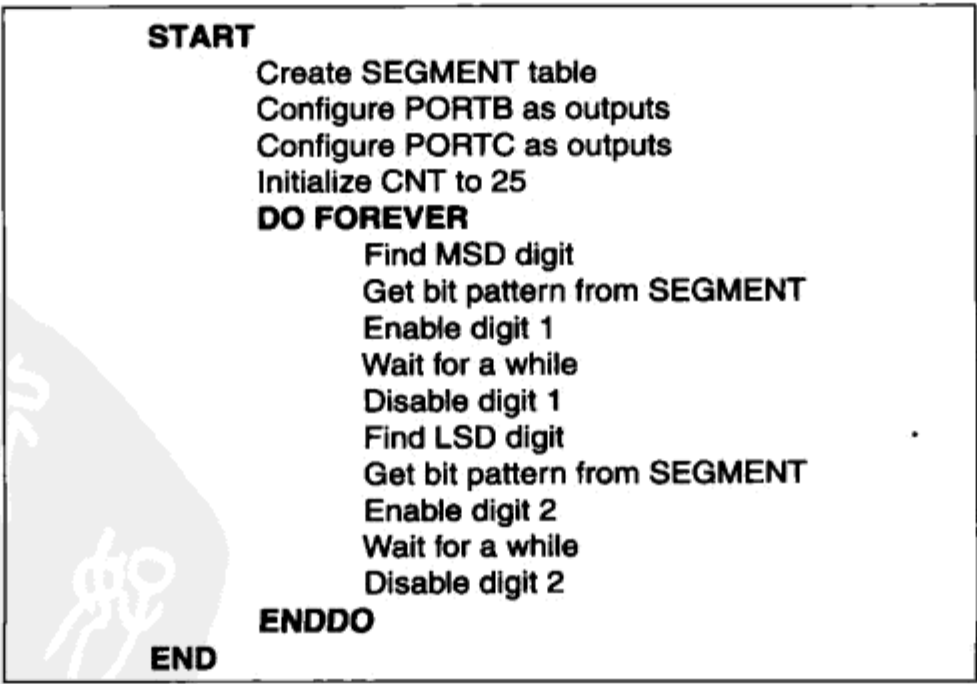 START
Create SEGMENT table
Configure PORTB as outputs
Configure PORTC as outputs
Initialize CNT to 25
DO FOREVER
Find MSD digit
Get bit pattern from SEGMENT
Enable digit 1
Wait for a while
Disable digit 1
Find LSD digit
Get bit pattern from SEGMENT
Enable digit 2
Wait for a while
Disable digit 2
ENDDO
END